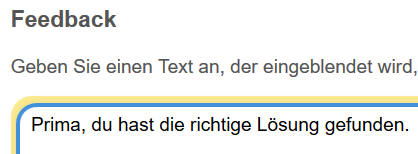 Feedback
Geben Sie einen Text an, der eingeblendet wird,
Prima, du hast die richtige Lösung gefunden.